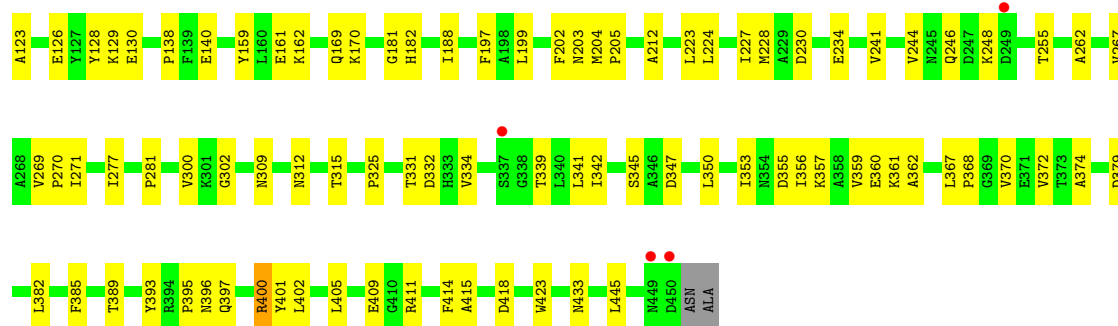 A123 E126 Y127 Y128 K129 E130 P138 F139 E140 Y159 L160 E161 K162 Q169 K170 G181 H182 I188 F197 A198 L199 F202 N203 M204 P205 A212 L223 L224 I227 M228 A229 D230 E234 V241 V244 N245 Q246 D247 K248 D249 T255 A262 V267
A268 V269 P270 I271 I277 P281 V300 K301 G302 N309 N312 T315 P325 T331 D332 H333 V334 S337 G338 T339 L340 L341 I342 S345 A346 D347 L350 I353 N354 D355 I356 K357 A358 V359 E360 K361 A362 L367 P368 G369 V370 E371 V372 T373 A374 D379
L382 F385 T389 Y393 R394 P395 N396 Q397 R400 Y401 L402 L405 E409 G410 R411 F414 A415 D418 W423 N433 L445 N449 D450 ASN ALA